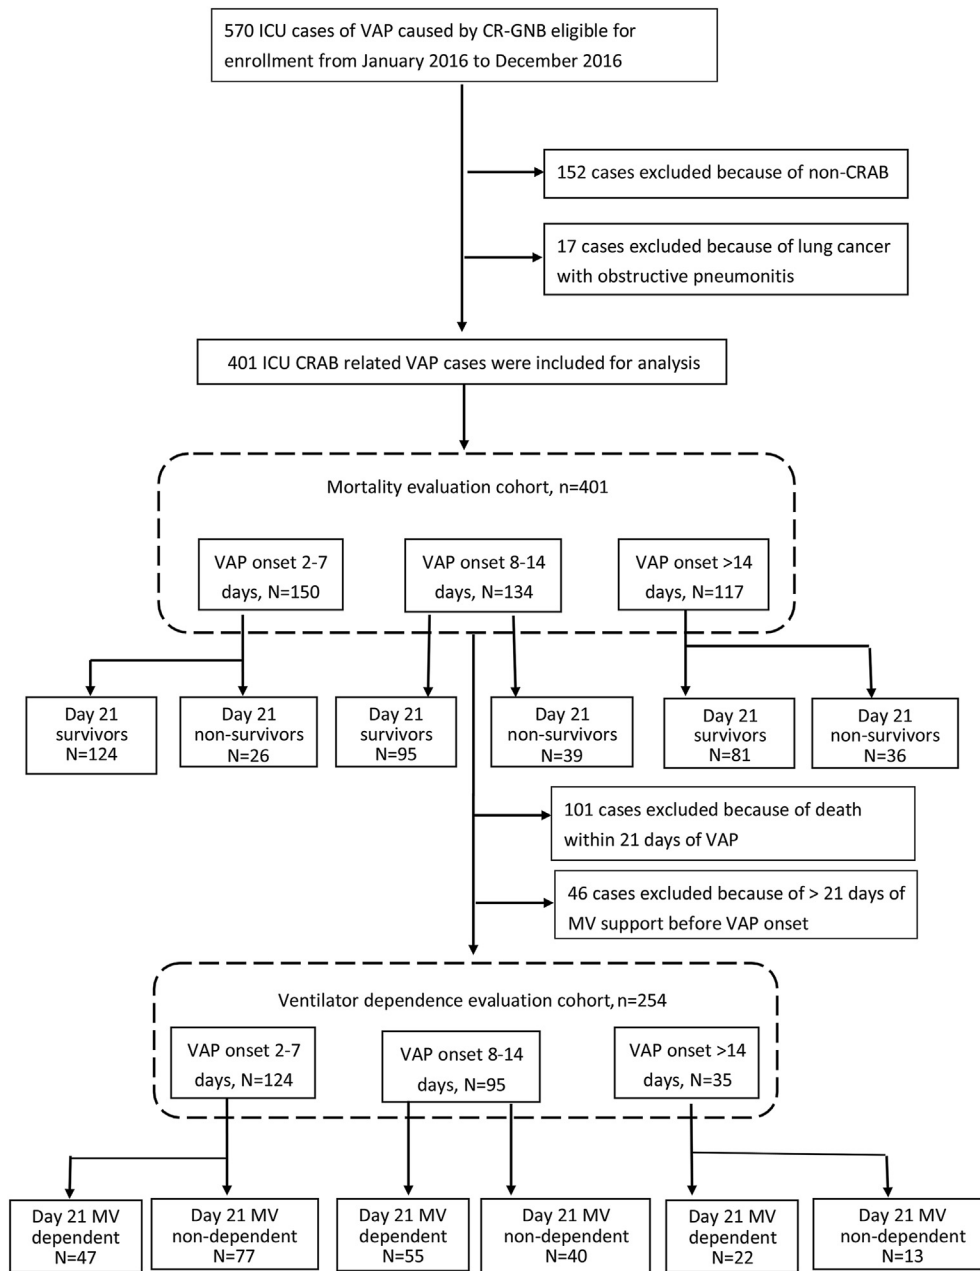 570 ICU cases of VAP caused by CR-GNB eligible for
enrollment from January 2016 to December 2016
152 cases excluded because of non-CRAB
17 cases excluded because of lung cancer
with obstructive pneumonitis
401 ICU CRAB related VAP cases were included for analysis
Mortality evaluation cohort, n=401
VAP onset 2-7
days, N=150
VAP onset 8-14
days, N=134
VAP onset >14
days, N=117
Day 21
survivors
N=124
Day 21
non-survivors
N=26
Day 21
survivors
N=95
Day 21
non-survivors
N=39
Day 21
survivors
N=81
Day 21
non-survivors
N=36
101 cases excluded because of death
within 21 days of VAP
46 cases excluded because of > 21 days of
MV support before VAP onset
Ventilator dependence evaluation cohort, n=254
VAP onset 2-7
days, N=124
VAP onset 8-14
days, N=95
VAP onset >14
days, N=35
Day 21 MV
dependent
N=47
Day 21 MV
non-dependent
N=77
Day 21 MV
dependent
N=55
Day 21 MV
non-dependent
N=40
Day 21 MV
dependent
N=22
Day 21 MV
non-dependent
N=13